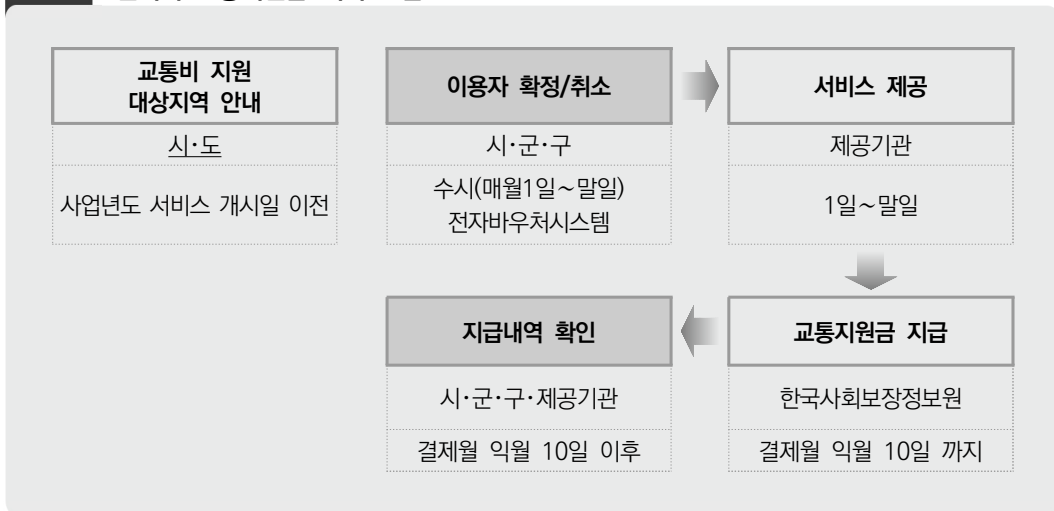 교통비 지원
대상지역 안내
시·도
사업년도 서비스 개시일 이전
이용자 확정/취소
시·군·구
수시(매월1일～말일)
전자바우처시스템
서비스 제공
제공기관
1일～말일
지급내역 확인
시·군·구·제공기관
결제월 익월 10일 이후
교통지원금 지급
한국사회보장정보원
결제월 익월 10일 까지